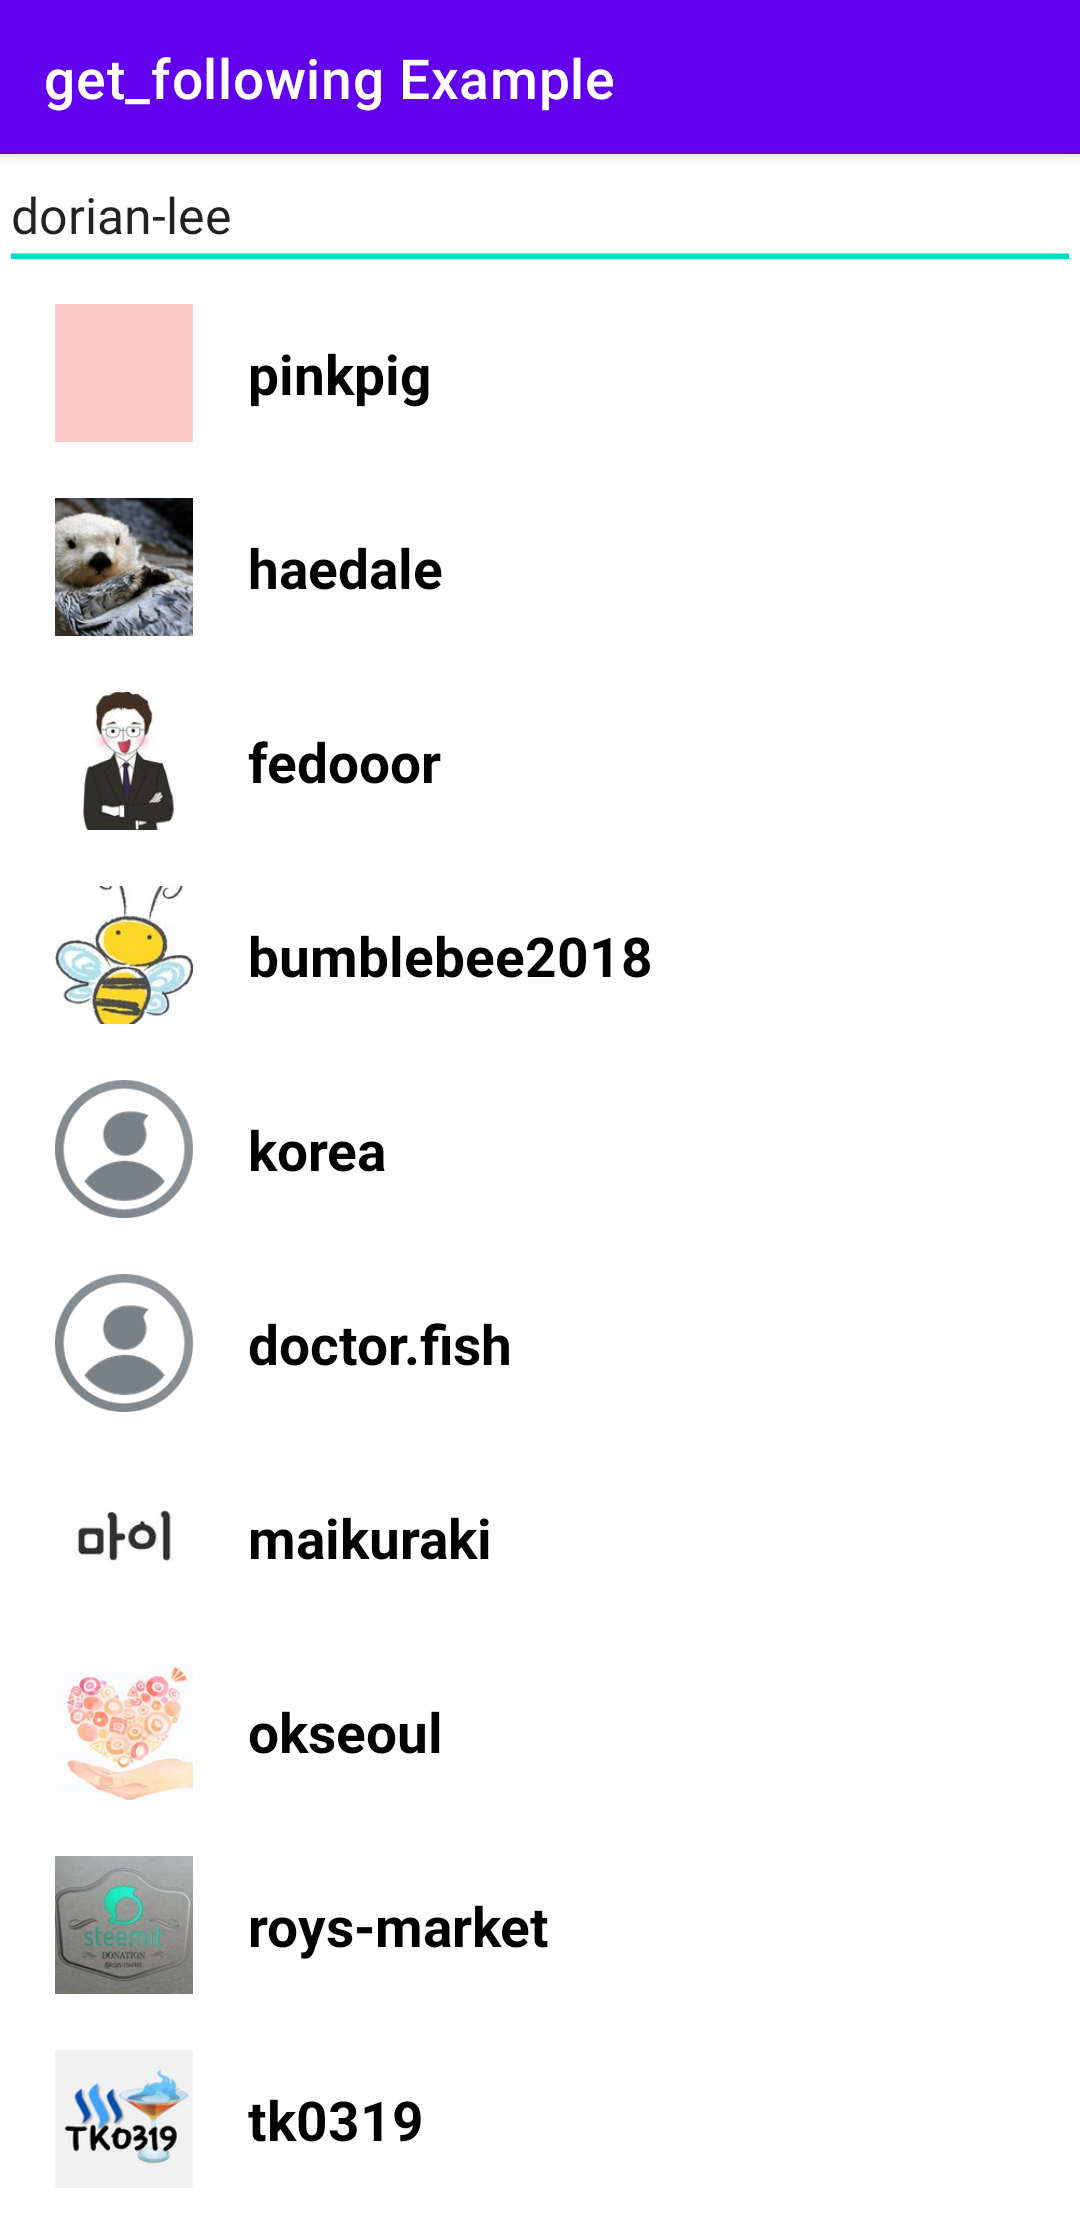 get_following Example
dorian-lee
pinkpig
haedale
fedooor
bumblebee2018
korea
doctor.fish
마이
maikuraki
okseoul
steemit
DONATION
@roys-market
roys-market
TK0319
tk0319